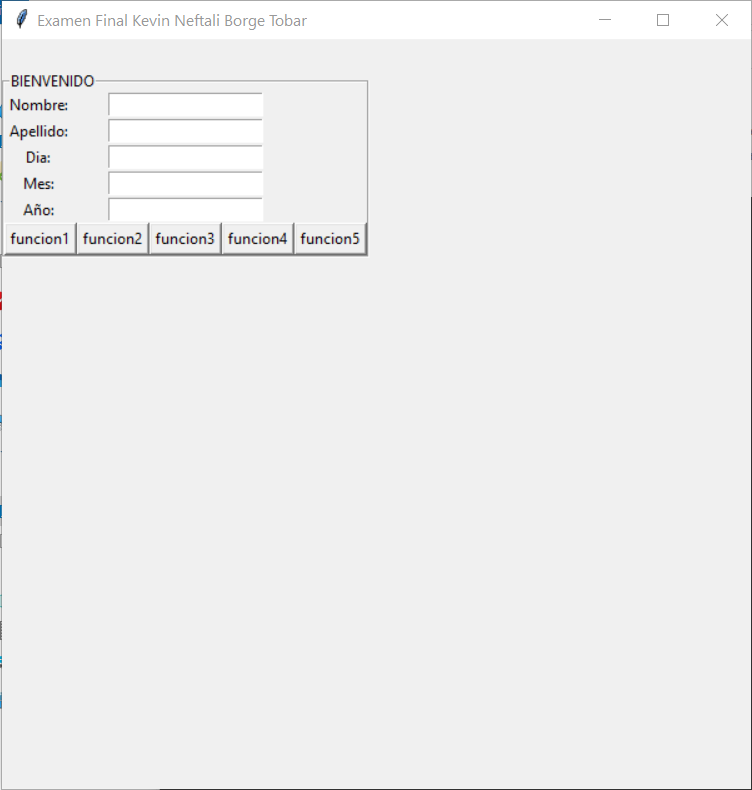 Examen Final Kevin Neftali Borge Tobar
BIENVENIDO
Nombre:
Apellido:
Dia:
Mes:
Año:
funcion1 funcion2 funcion3 funcion4 funcion5